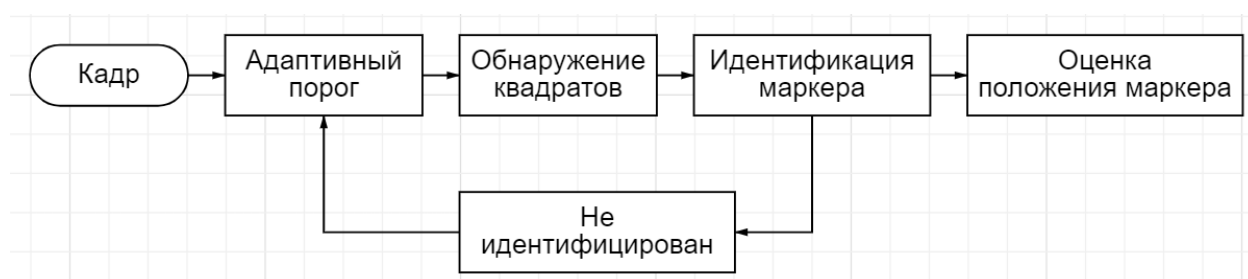 Кадр
Адаптивный
порог
Обнаружение
квадратов
Идентификация
маркера
Оценка
положения маркера
Не
идентифицирован